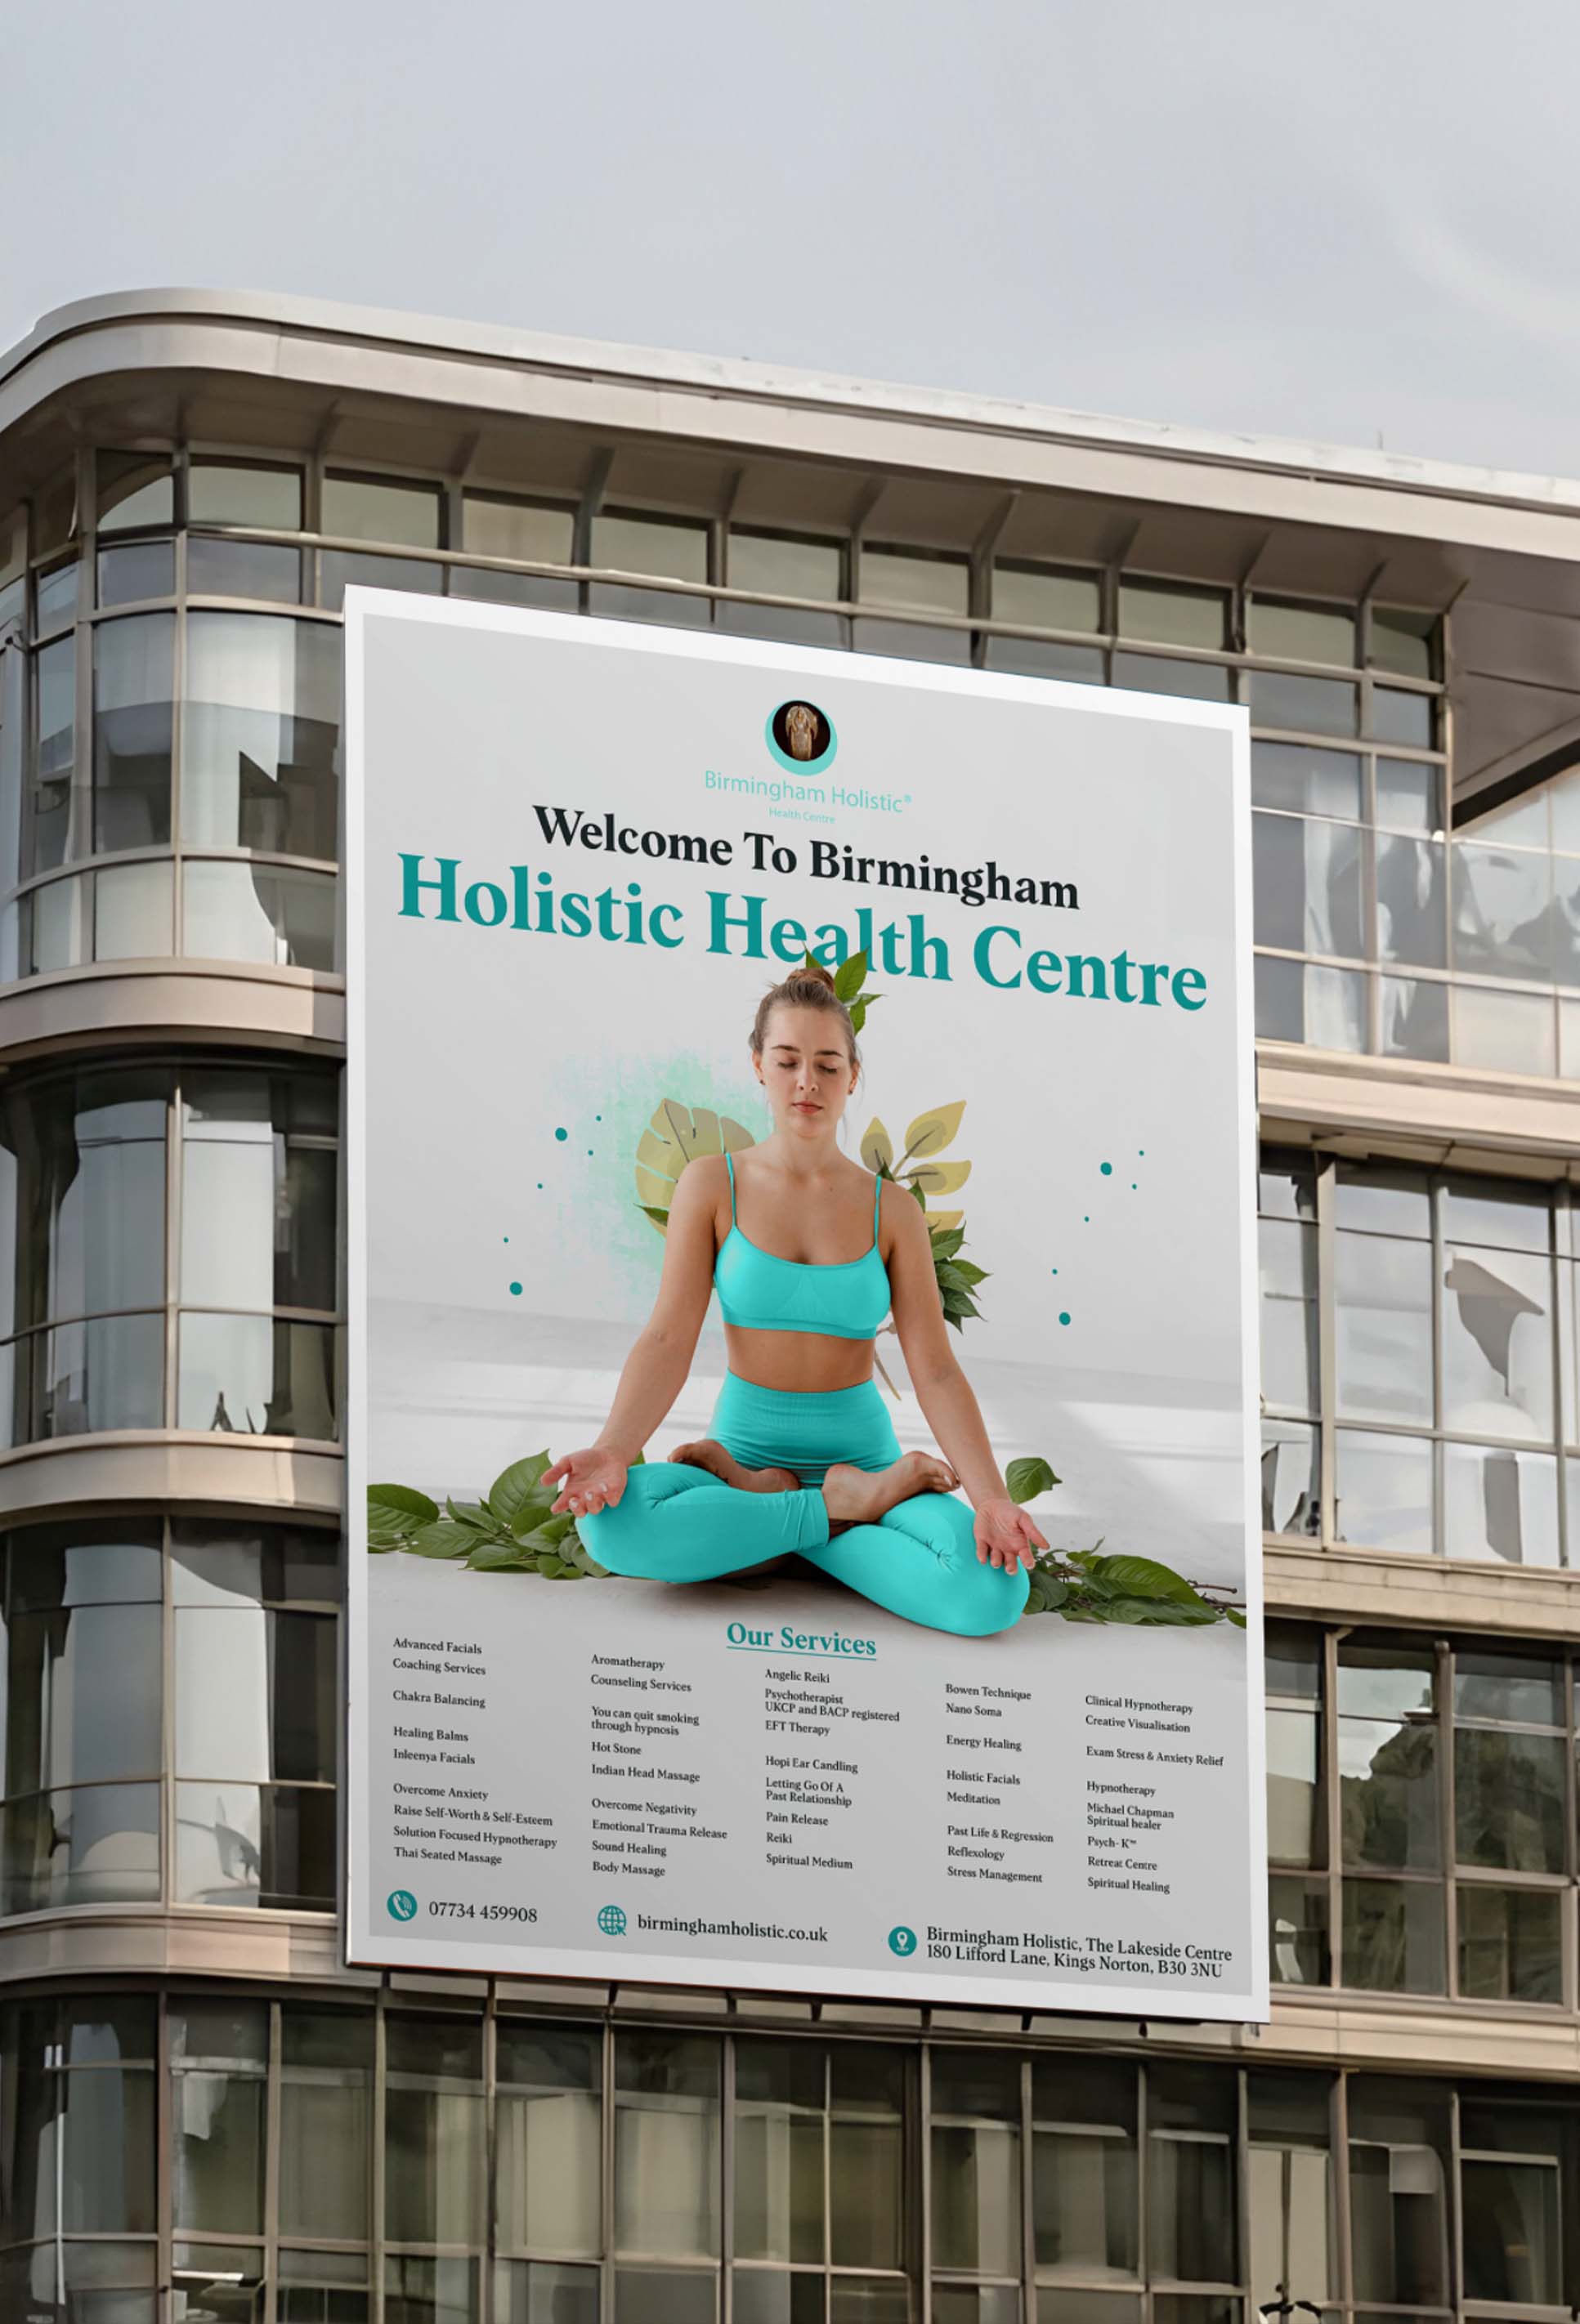 Birmingham Holistic®
Health Centre
Welcome To Birmingham
Holistic Health Centre
Our Services
Advanced Facials
Coaching Services
Chakra Balancing
Healing Balms
Inleenya Facials
Overcome Anxiety
Raise Self-Worth & Self-Esteem
Solution Focused Hypnotherapy
Thai Seated Massage
Aromatherapy
Counseling Services
You can quit smoking
through hypnosis
Hot Stone
Indian Head Massage
Overcome Negativity
Emotional Trauma Release
Sound Healing
Body Massage
Angelic Reiki
Psychotherapist
UKCP and BACP registered
EFT Therapy
Hopi Ear Candling
Letting Go Of A
Past Relationship
Pain Release
Reiki
Spiritual Medium
Bowen Technique
Nano Soma
Energy Healing
Holistic Facials
Meditation
Past Life & Regression
Reflexology
Stress Management
Clinical Hypnotherapy
Creative Visualisation
Exam Stress & Anxiety Relief
Hypnotherapy
Michael Chapman
Spiritual healer
Psych-K™
Retreat Centre
Spiritual Healing
07734 459908
birminghamholistic.co.uk
Birmingham Holistic, The Lakeside Centre
180 Lifford Lane, Kings Norton, B30 3NU